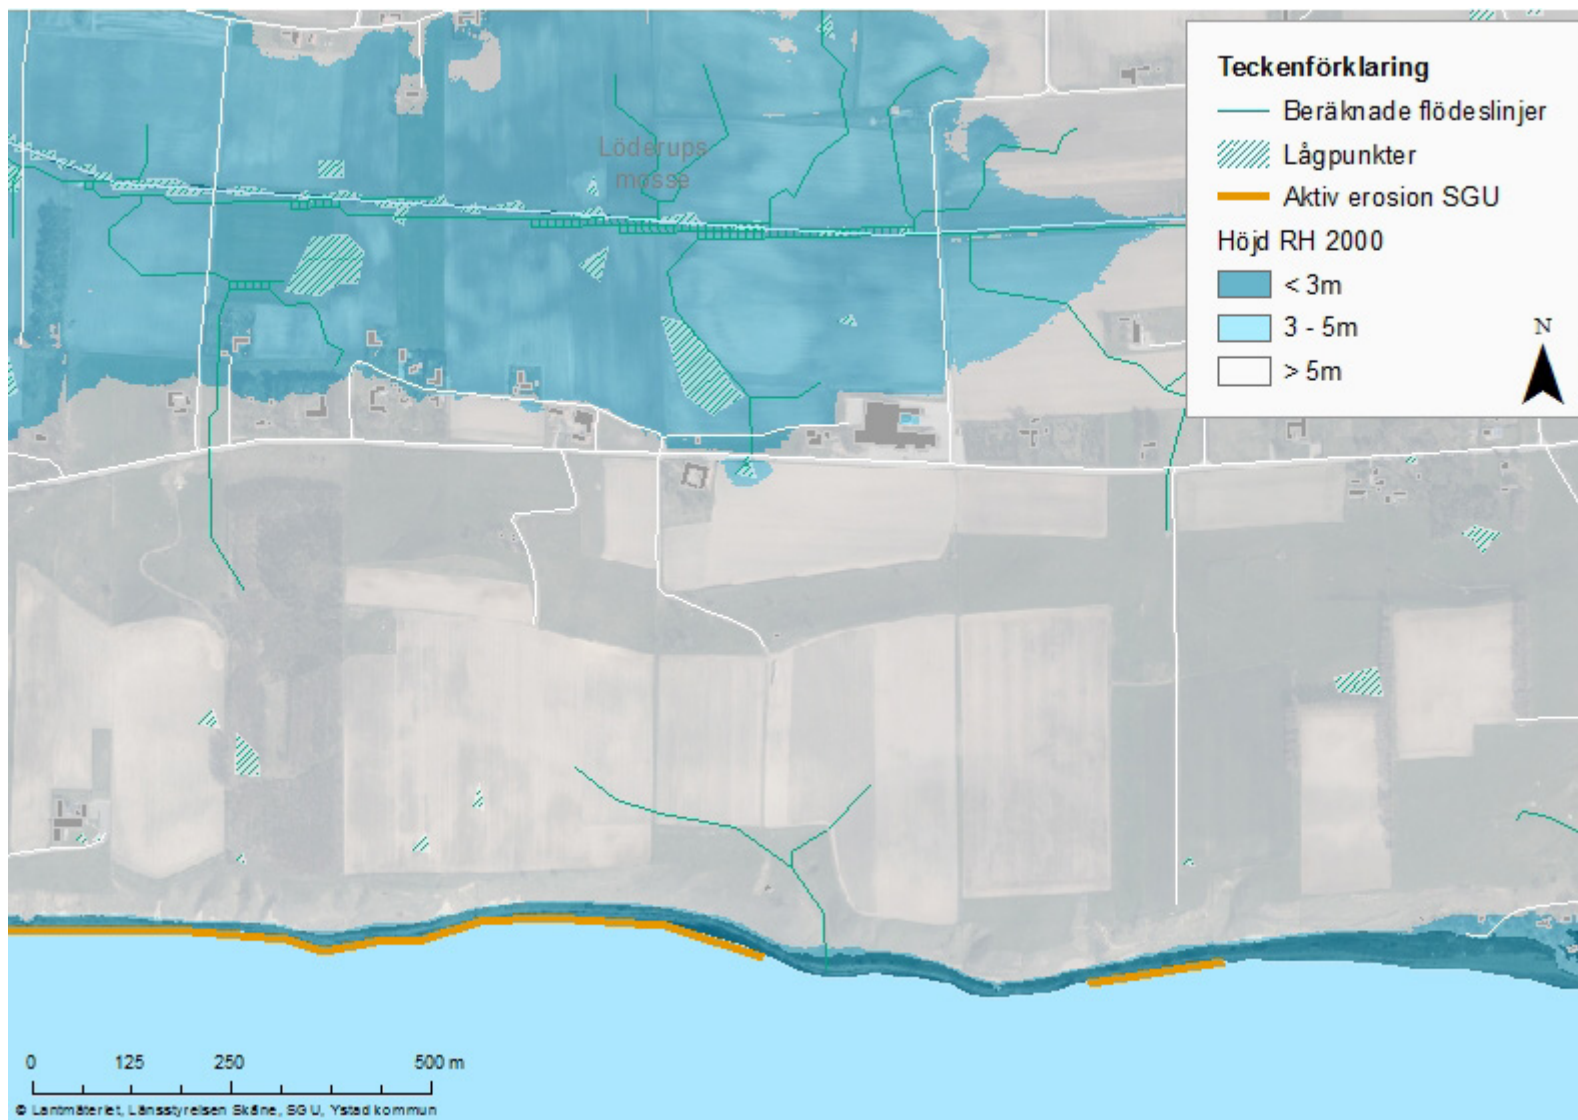 Teckenförklaring
Beräknade flödeslinjer
Lågpunkter
Aktiv erosion SGU
Höjd RH 2000
< 3m
3 - 5m
> 5m
N
Löderups
mosse
0 125 250 500 m
© Lantmäteriet, Länsstyrelsen Skåne, SGU, Ystad kommun